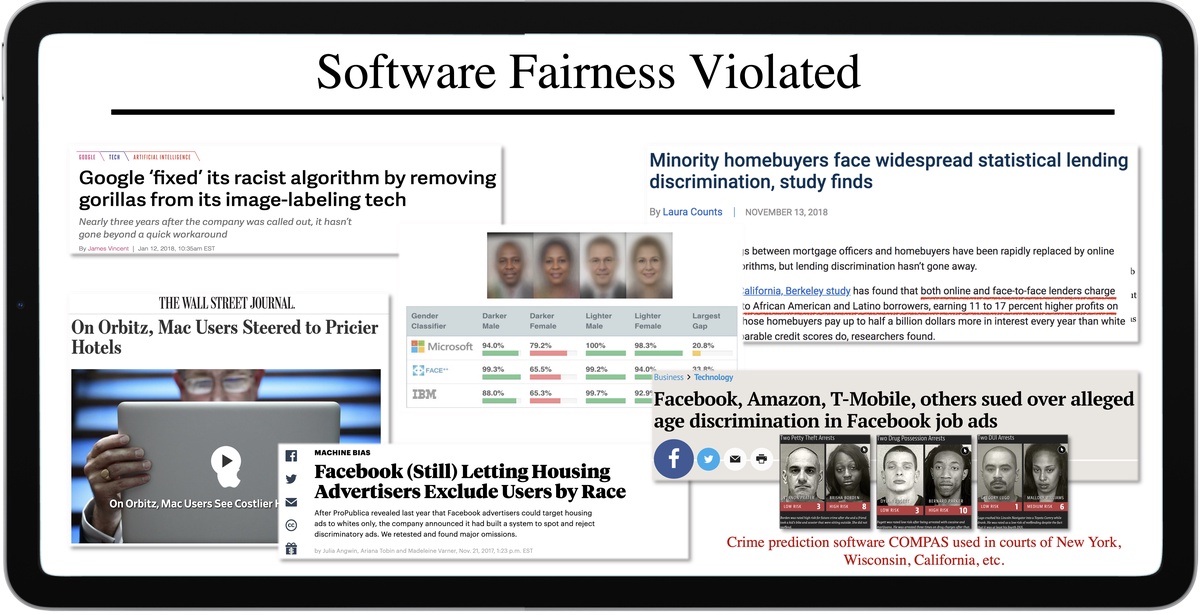 Software Fairness Violated
GOOGLE TECH ARTIFICIAL INTELLIGENCE
Google ‘fixed’ its racist algorithm by removing
gorillas from its image-labeling tech
Nearly three years after the company was called out, it hasn’t
gone beyond a quick workaround
By James Vincent | Jan 12, 2018, 10:35am EST
Minority homebuyers face widespread statistical lending
discrimination, study finds
By Laura Counts | NOVEMBER 13, 2018
s between mortgage officers and homebuyers have been rapidly replaced by online
orithms, but lending discrimination hasn’t gone away.
California, Berkeley study has found that both online and face-to-face lenders charge
to African American and Latino borrowers, earning 11 to 17 percent higher profits on
hose homebuyers pay up to half a billion dollars more in interest every year than white
parable credit scores do, researchers found.
Gender Classifier Darker Male Darker Female Lighter Male Lighter Female Largest Gap
Microsoft 94.0% 79.2% 100% 98.3% 20.8%
FACE++ 99.3% 65.5% 99.2% 94.0% 33.8%
IBM 88.0% 65.3% 99.7% 92.9%
THE WALL STREET JOURNAL.
On Orbitz, Mac Users Steered to Pricier
Hotels
On Orbitz, Mac Users See Costlier H
MACHINE BIAS
Facebook (Still) Letting Housing
Advertisers Exclude Users by Race
After ProPublica revealed last year that Facebook advertisers could target housing
ads to whites only, the company announced it had built a system to spot and reject
discriminatory ads. We retested and found major omissions.
by Julia Angwin, Ariana Tobin and Madeleine Varner, Nov. 21, 2017, 1:23 p.m. EST
Business > Technology
Facebook, Amazon, T-Mobile, others sued over alleged
age discrimination in Facebook job ads
Two Petty Theft Arrests
VERNON PRATER BRISHA BORDEN
LOW RISK 3 HIGH RISK 8
Two Drug Possession Arrests
DYLAN FUGETT BERNARD PARKER
LOW RISK 3 HIGH RISK 10
Two DUI Arrests
GREGORY LUGO MALLORY WILLIAMS
LOW RISK 1 MEDIUM RISK 6
Crime prediction software COMPAS used in courts of New York,
Wisconsin, California, etc.